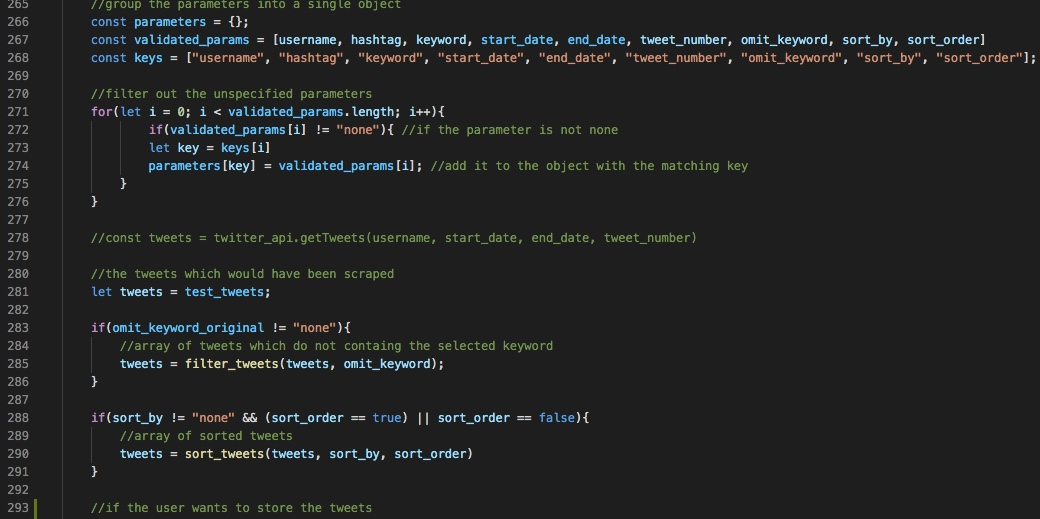 265 //group the parameters into a single object
266 const parameters = {};
267 const validated_params = [username, hashtag, keyword, start_date, end_date, tweet_number, omit_keyword, sort_by, sort_order]
268 const keys = ["username", "hashtag", "keyword", "start_date", "end_date", "tweet_number", "omit_keyword", "sort_by", "sort_order"];
269
270 //filter out the unspecified parameters
271 for(let i = 0; i < validated_params.length; i++){
272 if(validated_params[i] != "none"){ //if the parameter is not none
273 let key = keys[i]
274 parameters[key] = validated_params[i]; //add it to the object with the matching key
275 }
276 }
277
278 //const tweets = twitter_api.getTweets(username, start_date, end_date, tweet_number)
279
280 //the tweets which would have been scraped
281 let tweets = test_tweets;
282
283 if(omit_keyword_original != "none"){
284 //array of tweets which do not containg the selected keyword
285 tweets = filter_tweets(tweets, omit_keyword);
286 }
287
288 if(sort_by != "none" && (sort_order == true) || sort_order == false){
289 //array of sorted tweets
290 tweets = sort_tweets(tweets, sort_by, sort_order)
291 }
292
293 //if the user wants to store the tweets